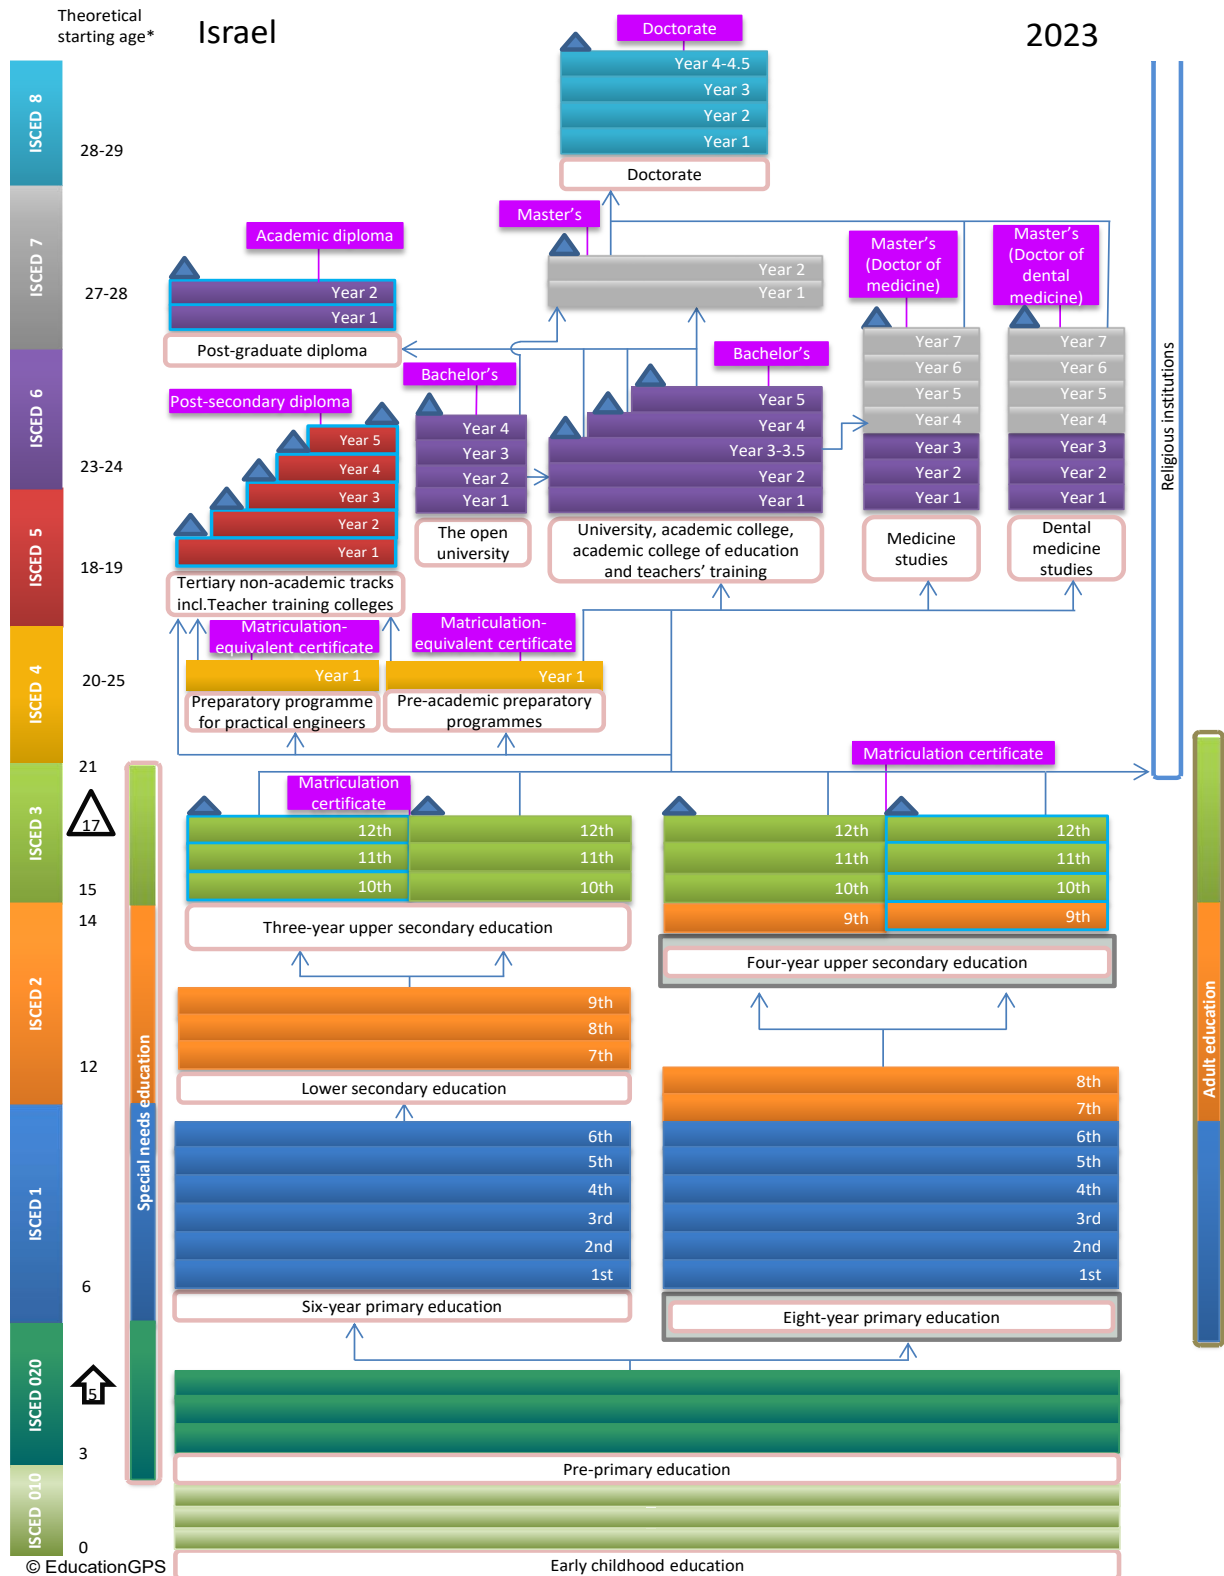 Theoretical
starting age*
Israel
2023
Doctorate
Year 4-4.5
Year 3
Year 2
Year 1
Doctorate
ISCED 8
28-29
Master's
Year 2
Year 1
Academic diploma
Year 2
Year 1
Post-graduate diploma
Master's
(Doctor of
medicine)
Master's
(Doctor of
dental
medicine)
ISCED 7
27-28
Year 7
Year 6
Year 5
Year 4
Year 3
Year 2
Year 1
Medicine
studies
Year 7
Year 6
Year 5
Year 4
Year 3
Year 2
Year 1
Dental
medicine
studies
Religious institutions
ISCED 6
23-24
Post-secondary diploma
Year 5
Year 4
Year 3
Year 2
Year 1
Tertiary non-academic tracks
incl.Teacher training colleges
Bachelor's
Year 4
Year 3
Year 2
Year 1
The open
university
Bachelor's
Year 5
Year 4
Year 3-3.5
Year 2
Year 1
University, academic college,
academic college of education
and teachers' training
ISCED 5
18-19
ISCED 4
20-25
Matriculation-
equivalent certificate
Year 1
Preparatory programme
for practical engineers
Matriculation-
equivalent certificate
Year 1
Pre-academic preparatory
programmes
21
ISCED 3
17
15
Matriculation
certificate
12th
11th
10th
12th
11th
10th
Three-year upper secondary education
Matriculation certificate
12th
11th
10th
9th
12th
11th
10th
9th
Four-year upper secondary education
14
ISCED 2
12
9th
8th
7th
Lower secondary education
8th
7th
6th
5th
4th
3rd
2nd
1st
Eight-year primary education
Special needs education
Adult education
ISCED 1
6
6th
5th
4th
3rd
2nd
1st
Six-year primary education
ISCED 020
5
3
Pre-primary education
ISCED 010
0
Early childhood education
© EducationGPS